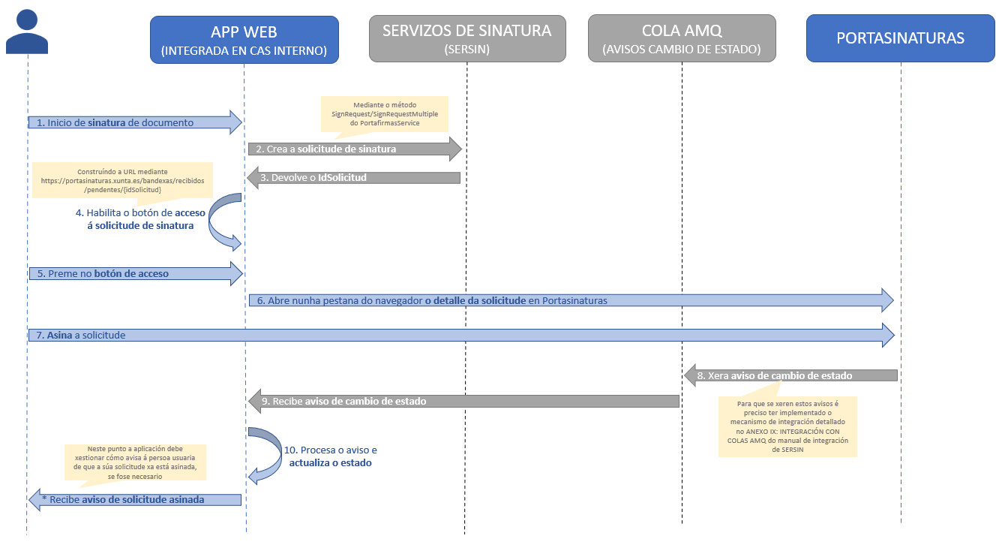 APP WEB
(INTEGRADA EN CAS INTERNO)
SERVIZOS DE SINATURA
(SERSIN)
COLA AMQ
(AVISOS CAMBIO DE ESTADO)
PORTASINATURAS
Mediante o método
SignRequest/SignRequestMultiple
do PortafirmasService
1. Inicio de sinatura de documento
2. Crea a solicitude de sinatura
Construíndo a URL mediante
https://portasinaturas.xunta.es/bandexas/recibidos
/pendentes/{idSolicitud}
3. Devolve o IdSolicitud
4. Habilita o botón de acceso
á solicitude de sinatura
5. Preme no botón de acceso
6. Abre nunha pestana do navegador o detalle da solicitude en Portasinaturas
7. Asina a solicitude
8. Xera aviso de cambio de estado
9. Recibe aviso de cambio de estado
Para que se xeren estos avisos é
preciso ter implementado o
mecanismo de integración detallado
no ANEXO IX: INTEGRACIÓN CON
COLAS AMQ do manual de integración
de SERSIN
10. Procesa o aviso e
actualiza o estado
Neste punto a aplicación debe
xestionar cómo avisa á persoa usuaria
de que a súa solicitude xa está asinada,
se fose necesario
* Recibe aviso de solicitude asinada